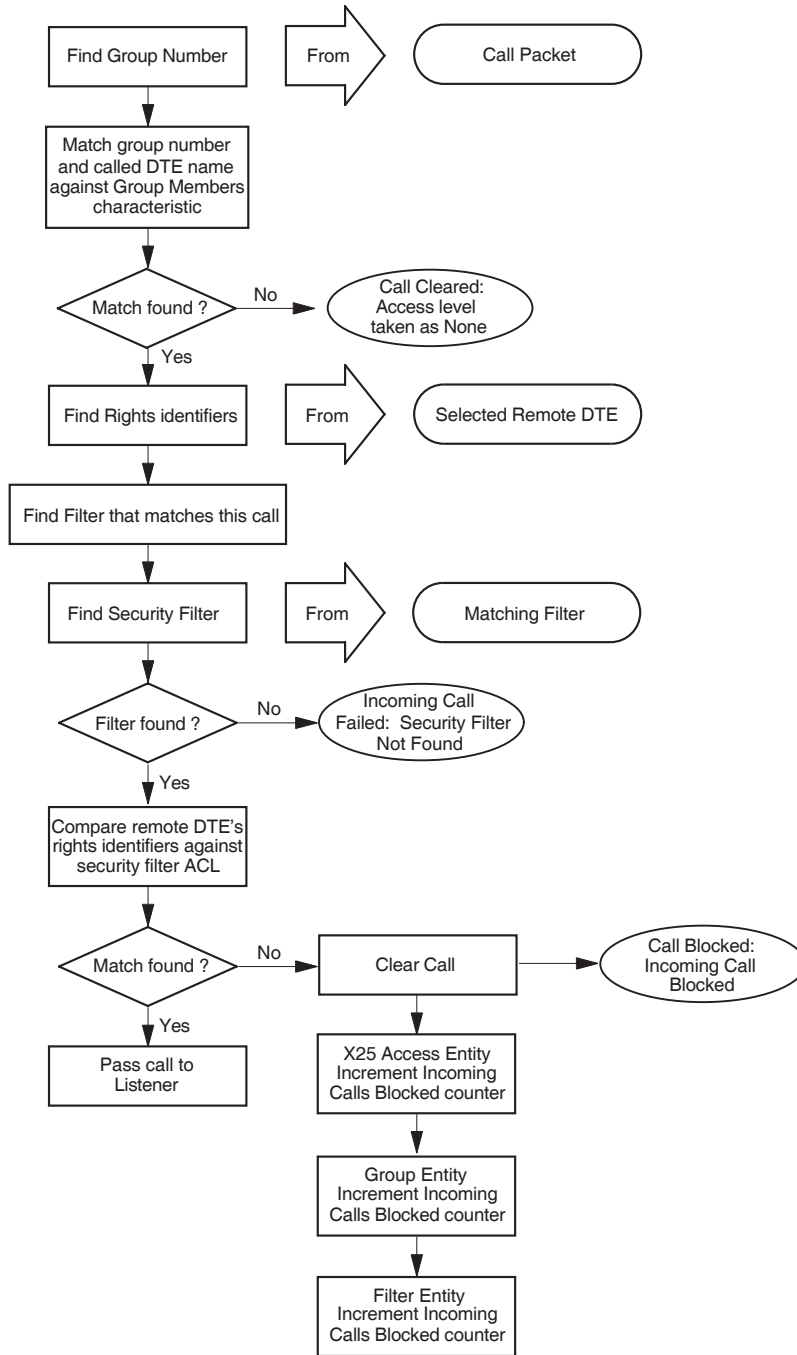 Find Group Number
From
Call Packet
Match group number
and called DTE name
against Group Members
characteristic
Match found ?
No
Call Cleared:
Access level
taken as None
Yes
Find Rights identifiers
From
Selected Remote DTE
Find Filter that matches this call
Find Security Filter
From
Matching Filter
Filter found ?
No
Incoming Call
Failed: Security Filter
Not Found
Yes
Compare remote DTE's
rights identifiers against
security filter ACL
Match found ?
No
Clear Call
Call Blocked:
Incoming Call
Blocked
Yes
Pass call to
Listener
X25 Access Entity
Increment Incoming
Calls Blocked counter
Group Entity
Increment Incoming
Calls Blocked counter
Filter Entity
Increment Incoming
Calls Blocked counter